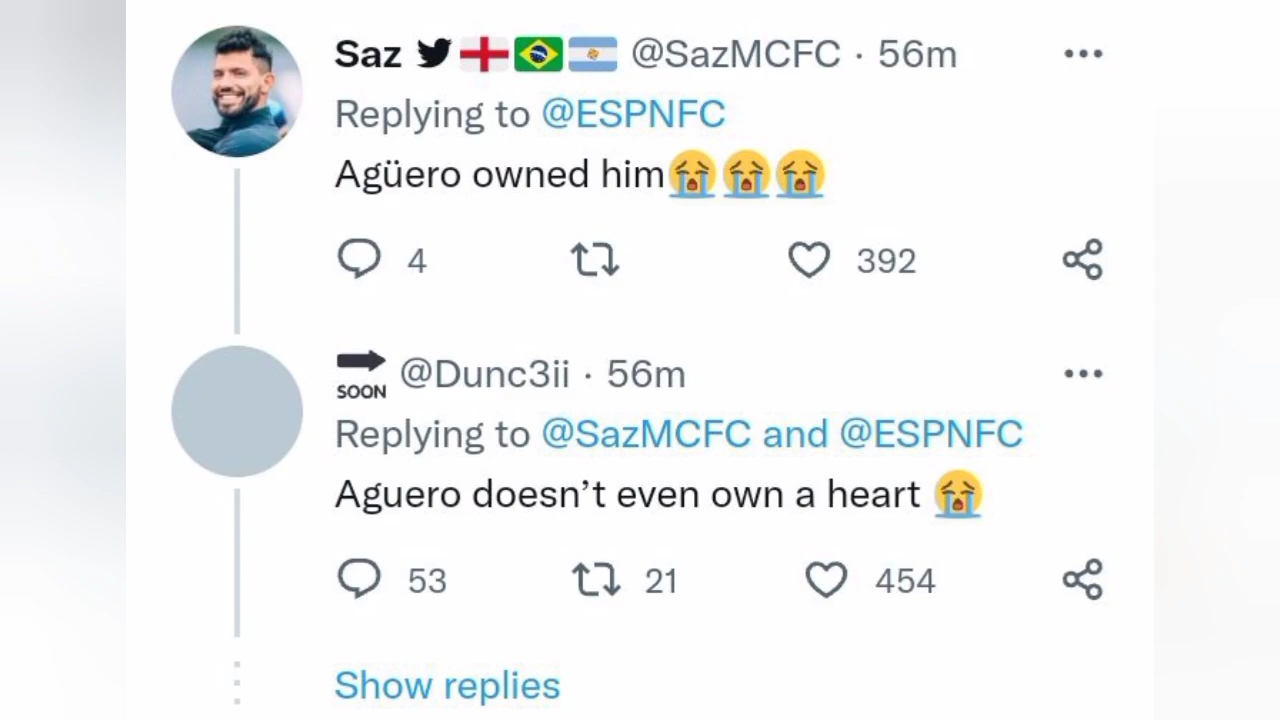 Saz @SazMCFC · 56m
Replying to @ESPNFC
Agüero owned him😭😭😭
4 392
SOON @Dunc3ii · 56m
Replying to @SazMCFC and @ESPNFC
Aguero doesn’t even own a heart 😭
53 21 454
Show replies